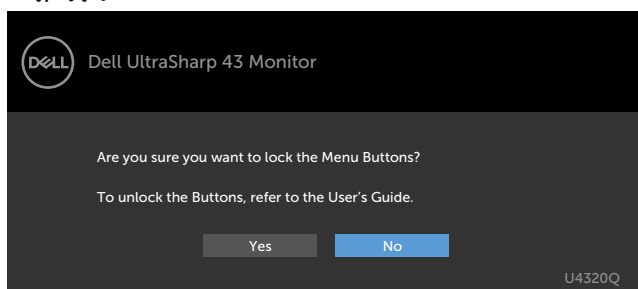 DELL
Dell UltraSharp 43 Monitor
Are you sure you want to lock the Menu Buttons?
To unlock the Buttons, refer to the User’s Guide.
Yes
No
U4320Q